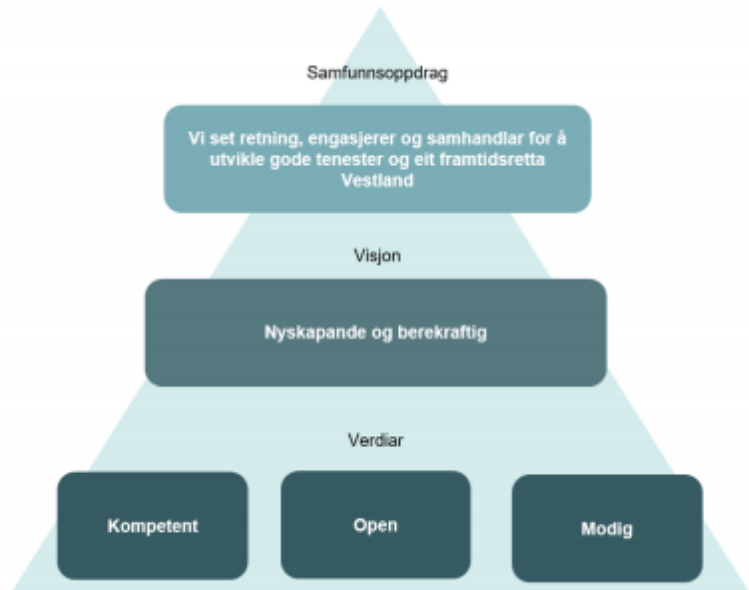 Samfunnsoppdrag
Vi set retning, engasjerer og samhandlar for å
utvikle gode tenester og eit framtidsretta
Vestland
Visjon
Nyskapande og berekraftig
Verdiar
Kompetent
Open
Modig